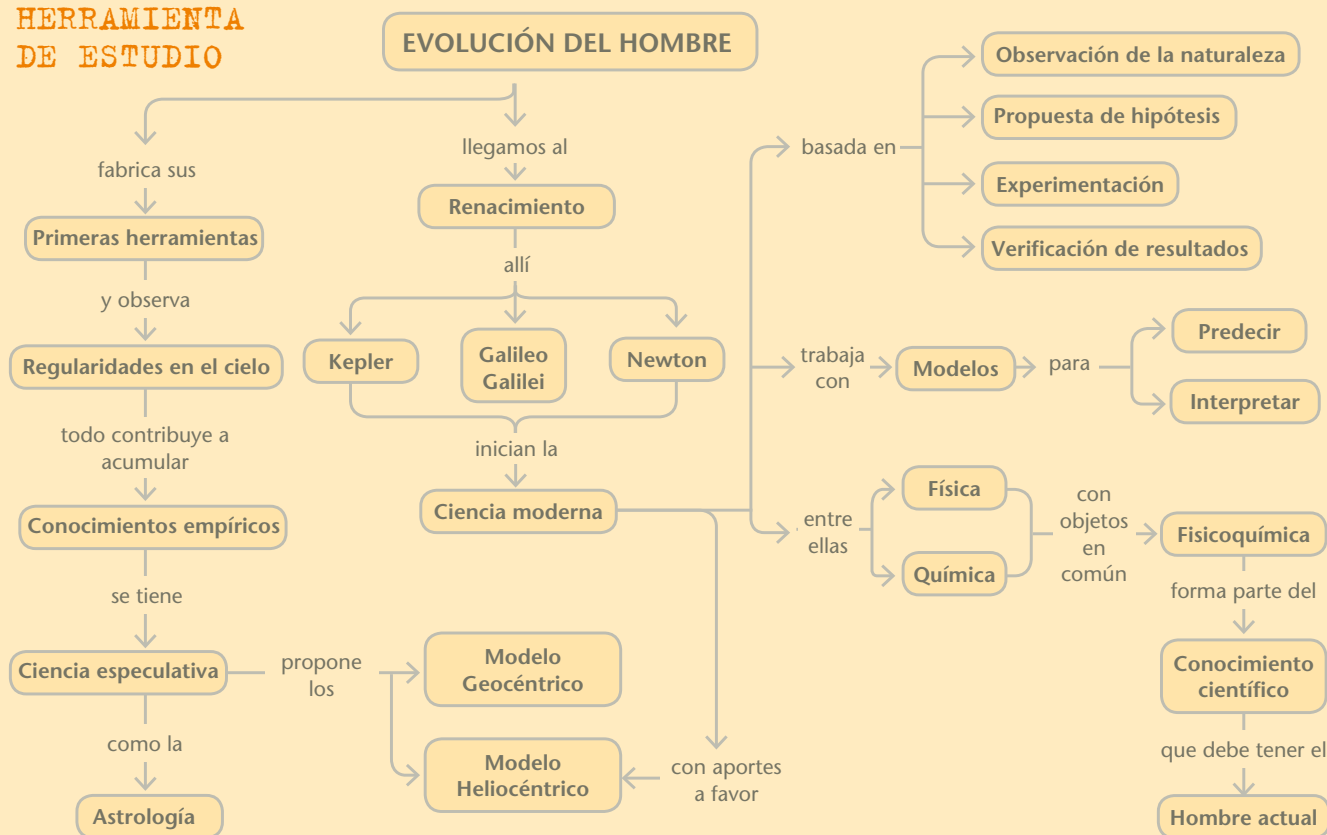 HERRAMIENTA
DE ESTUDIO
EVOLUCIÓN DEL HOMBRE
fabrica sus
Primeras herramientas
y observa
Regularidades en el cielo
todo contribuye a
acumular
Conocimientos empíricos
se tiene
Ciencia especulativa
como la
Astrología
propone
los
Modelo
Geocéntrico
Modelo
Heliocéntrico
llegamos al
Renacimiento
allí
Kepler
Galileo
Galilei
Newton
inician la
Ciencia moderna
con aportes
a favor
basada en
Observación de la naturaleza
Propuesta de hipótesis
Experimentación
Verificación de resultados
trabaja
con
Modelos
para
Predecir
Interpretar
entre
ellas
Física
Química
con
objetos
en
común
Fisicoquímica
forma parte del
Conocimiento
científico
que debe tener el
Hombre actual